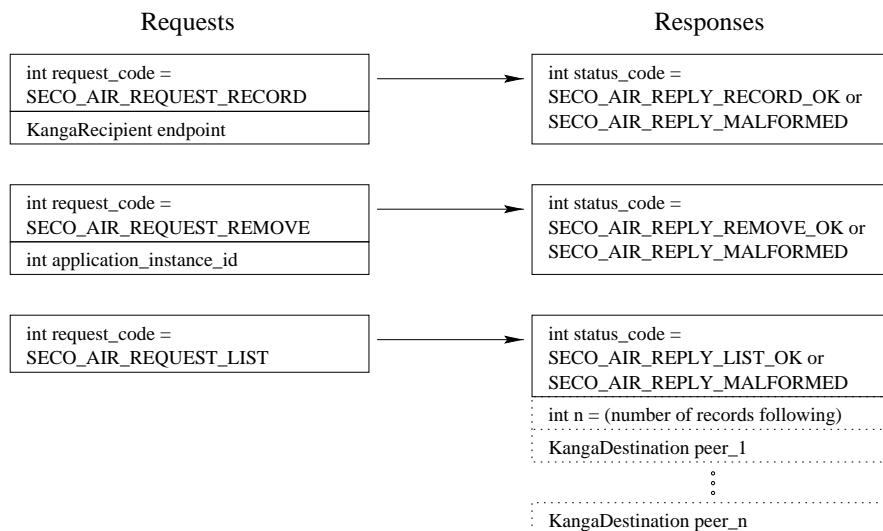 Requests
Responses
int request_code =
SECO_AIR_REQUEST_RECORD
KangaRecipient endpoint
int status_code =
SECO_AIR_REPLY_RECORD_OK or
SECO_AIR_REPLY_MALFORMED
int request_code =
SECO_AIR_REQUEST_REMOVE
int application_instance_id
int status_code =
SECO_AIR_REPLY_REMOVE_OK or
SECO_AIR_REPLY_MALFORMED
int request_code =
SECO_AIR_REQUEST_LIST
int status_code =
SECO_AIR_REPLY_LIST_OK or
SECO_AIR_REPLY_MALFORMED
int n = (number of records following)
KangaDestination peer_1
KangaDestination peer_n